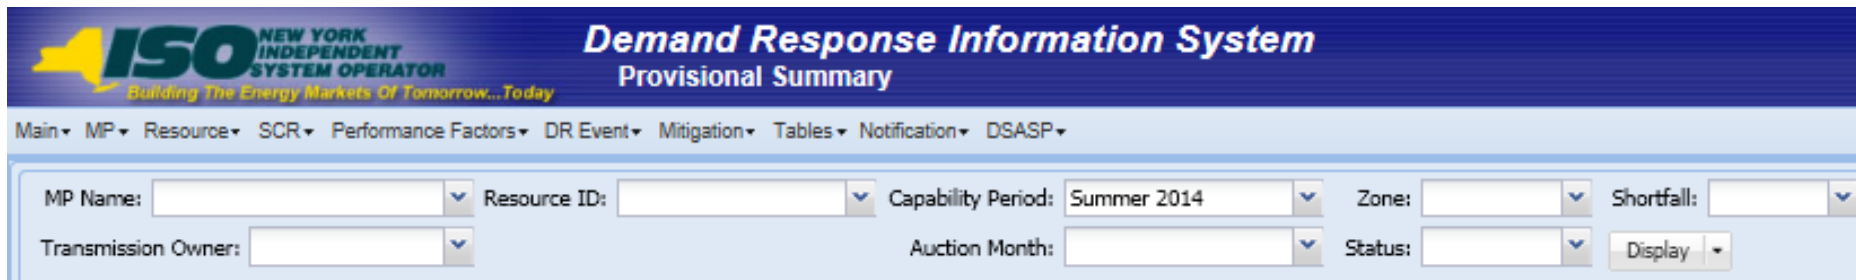 ISO NEW YORK
INDEPENDENT
SYSTEM OPERATOR
Building The Energy Markets Of Tomorrow...Today
Demand Response Information System
Provisional Summary
Main MP Resource SCR Performance Factors DR Event Mitigation Tables Notification DSASP
MP Name: Resource ID: Capability Period: Summer 2014 Zone: Shortfall:
Transmission Owner: Auction Month: Status: Display